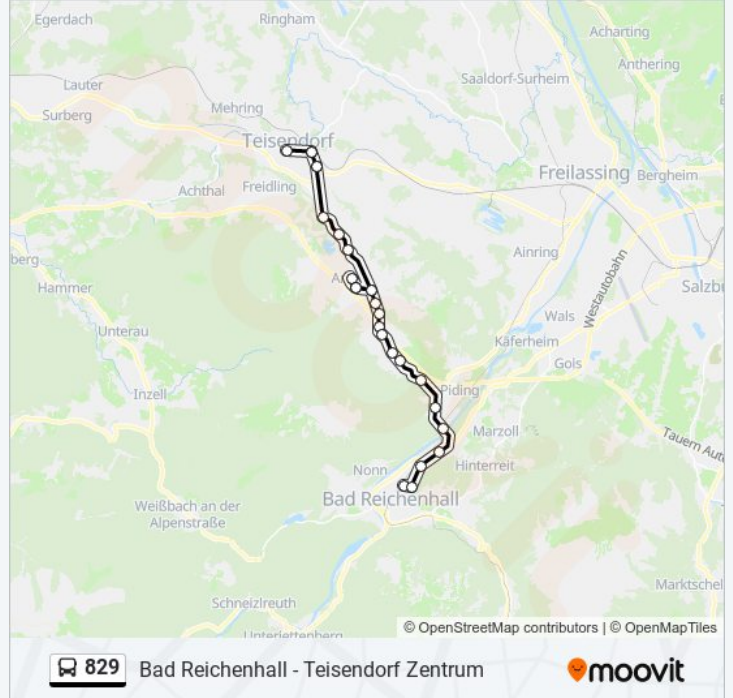 Egerdach
Ringham
Acharting
Anthering
Saaldorf-Surheim
Lauter
Mehring
Surberg
Teisendorf
Freilassing
Bergheim
Achthal
Freidling
Ainring
Hammer
Wals
Westautobahn
Käferheim
Gols
Unterau
Inzell
Piding
Marzoll
Tauern Aut
Nonn
Hinterreit
Bad Reichenhall
Weißbach an der
Alpenstraße
Marktschel
Schneizlreuth
Unterjettenberg
© OpenStreetMap contributors | © OpenMapTiles
829 Bad Reichenhall - Teisendorf Zentrum
moovit